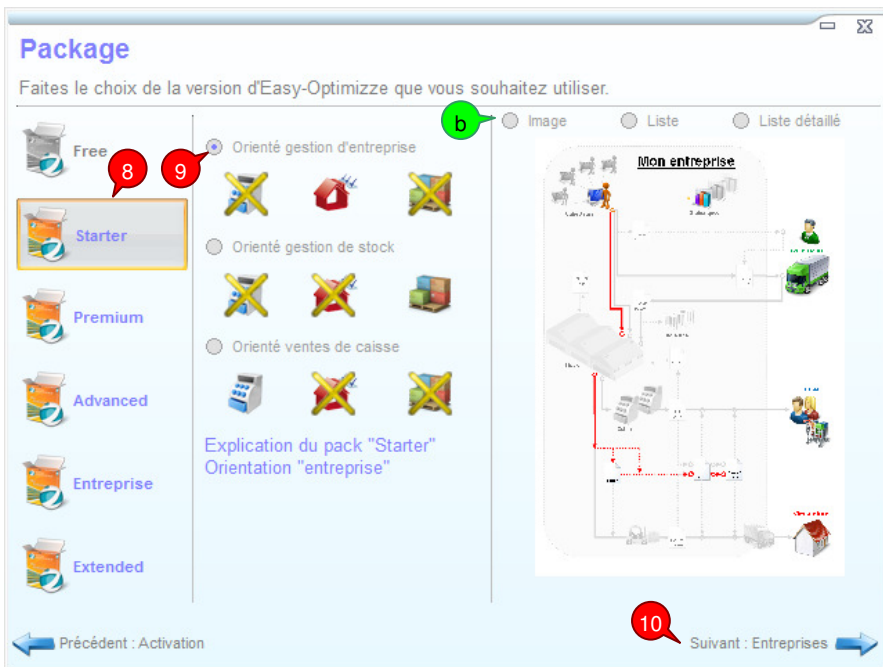 Package
Faites le choix de la version d'Easy-Optimizze que vous souhaitez utiliser.
b
Image
Liste
Liste détaillé
Free
8
9
Orienté gestion d'entreprise
Starter
Orienté gestion de stock
Premium
Orienté ventes de caisse
Advanced
Explication du pack "Starter"
Orientation "entreprise"
Entreprise
Extended
Mon entreprise
10
Précédent : Activation
Suivant : Entreprises